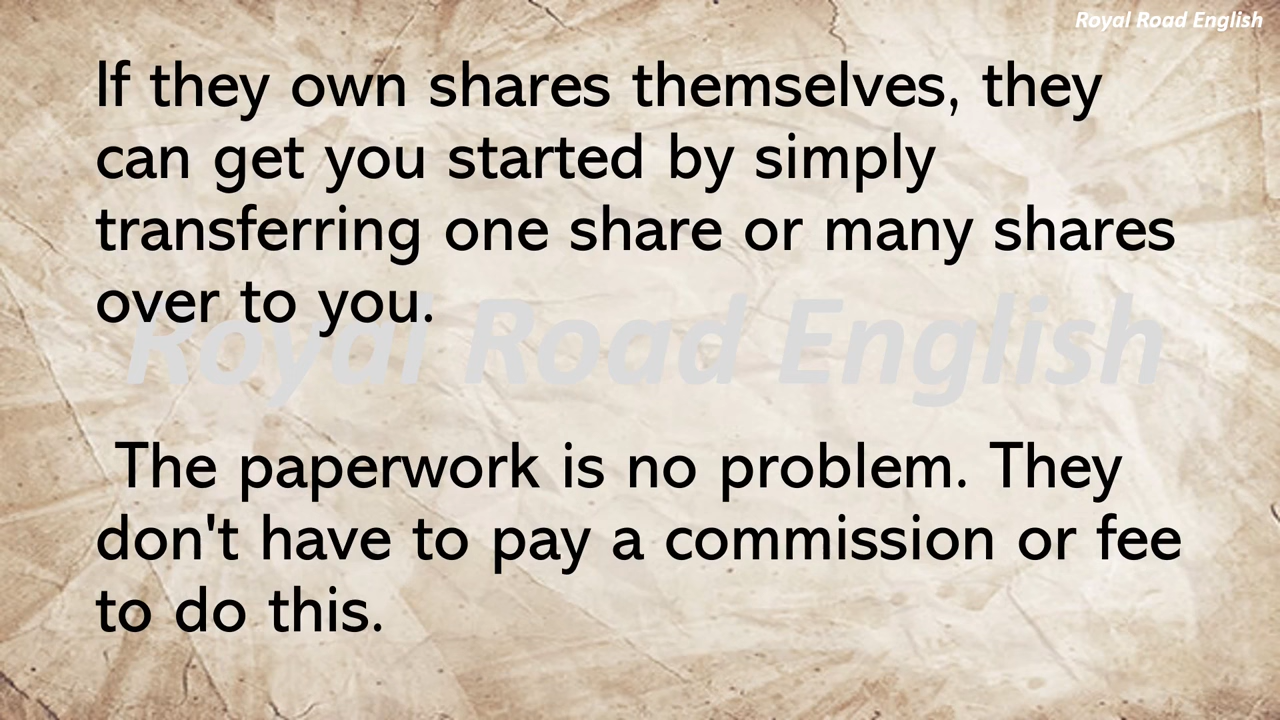 Royal Road English
If they own shares themselves, they
can get you started by simply
transferring one share or many shares
over to you.
Royal Road English
The paperwork is no problem. They
don't have to pay a commission or fee
to do this.